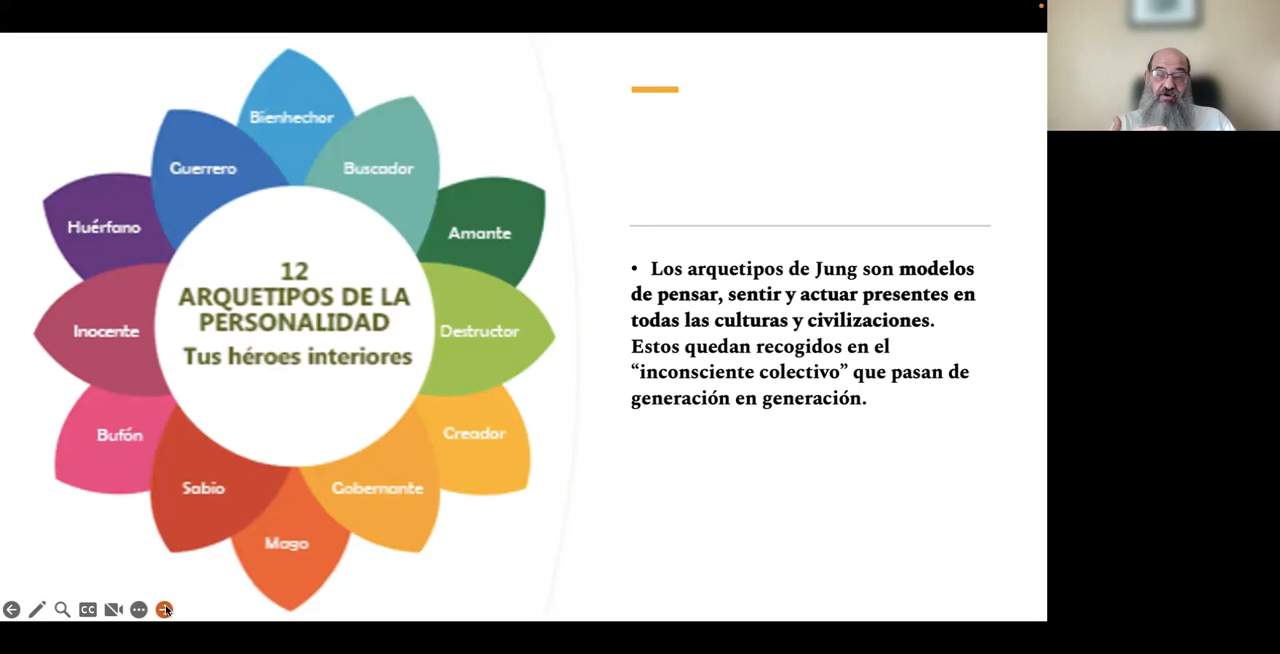 Bienhechor
Guerrero
Buscador
Huérfano
Amante
12
ARQUETIPOS DE LA
PERSONALIDAD
Tus héroes interiores
Inocente
Destructor
Bufón
Creador
Sabio
Gobernante
Mago
• Los arquetipos de Jung son modelos
de pensar, sentir y actuar presentes en
todas las culturas y civilizaciones.
Estos quedan recogidos en el
“inconsciente colectivo” que pasan de
generación en generación.
CC